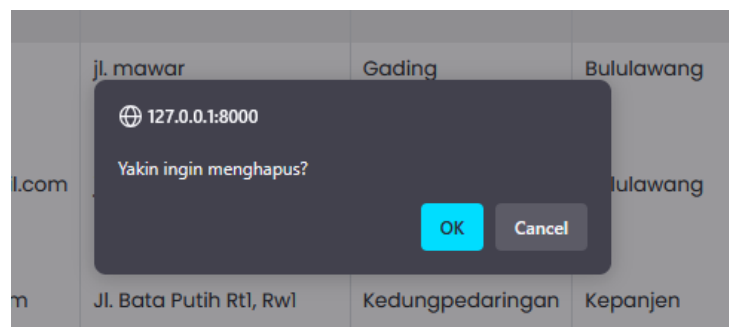 jl. mawar Gading Bululawang
127.0.0.1:8000
Yakin ingin menghapus?
l.com lulawang
OK Cancel
m Jl. Bata Putih Rt1, Rw1 Kedungpedaringan Kepanjen